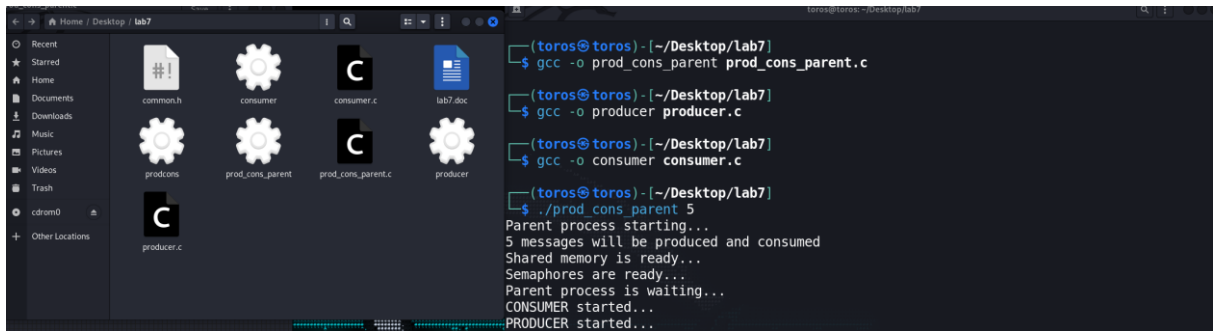 Home / Desktop / lab7
Recent
Starred
Home
Documents
Downloads
Music
Pictures
Videos
Trash
cdrom0
Other Locations
#!
common.h
consumer
C
consumer.c
lab7.doc
prodcons
prod_cons_parent
C
prod_cons_parent.c
producer
C
producer.c
toros@toros: ~/Desktop/lab7
(toros㉿toros)-[~/Desktop/lab7]
$ gcc -o prod_cons_parent prod_cons_parent.c
(toros㉿toros)-[~/Desktop/lab7]
$ gcc -o producer producer.c
(toros㉿toros)-[~/Desktop/lab7]
$ gcc -o consumer consumer.c
(toros㉿toros)-[~/Desktop/lab7]
$ ./prod_cons_parent 5
Parent process starting...
5 messages will be produced and consumed
Shared memory is ready...
Semaphores are ready...
Parent process is waiting...
CONSUMER started...
PRODUCER started...